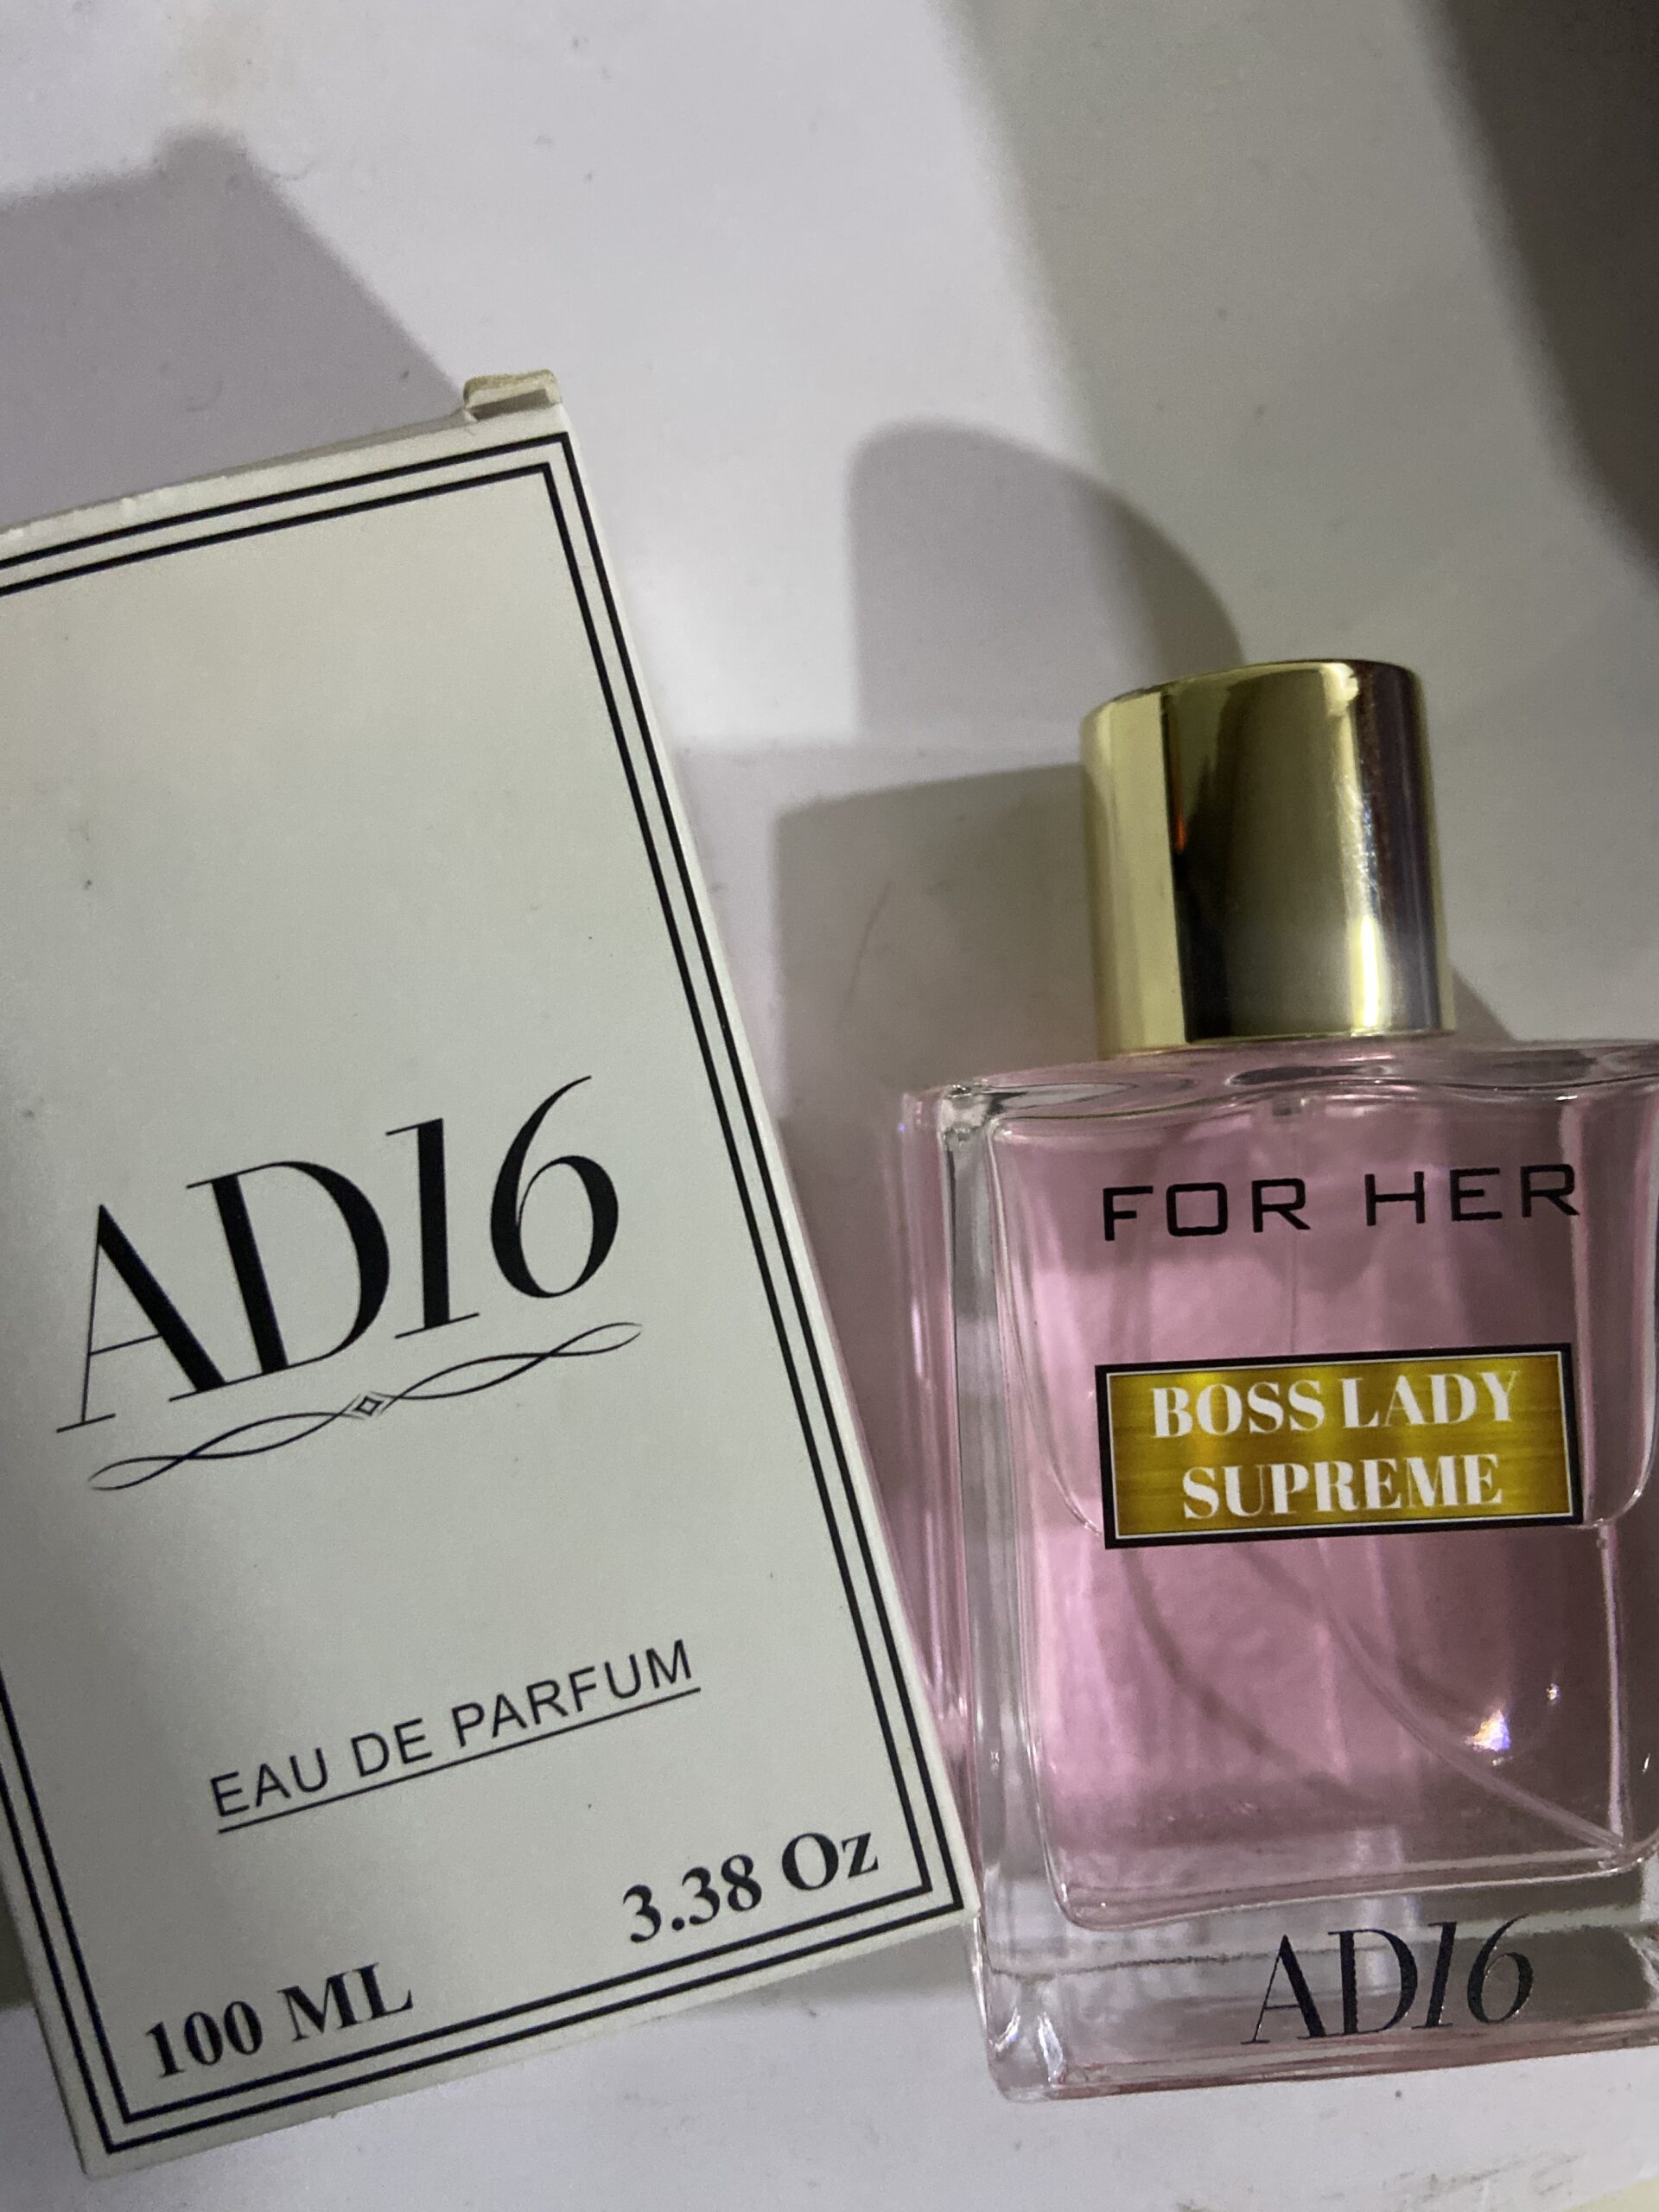 AD16
EAU DE PARFUM
100 ML
3.38 Oz
FOR HER
BOSS LADY
SUPREME
AD16